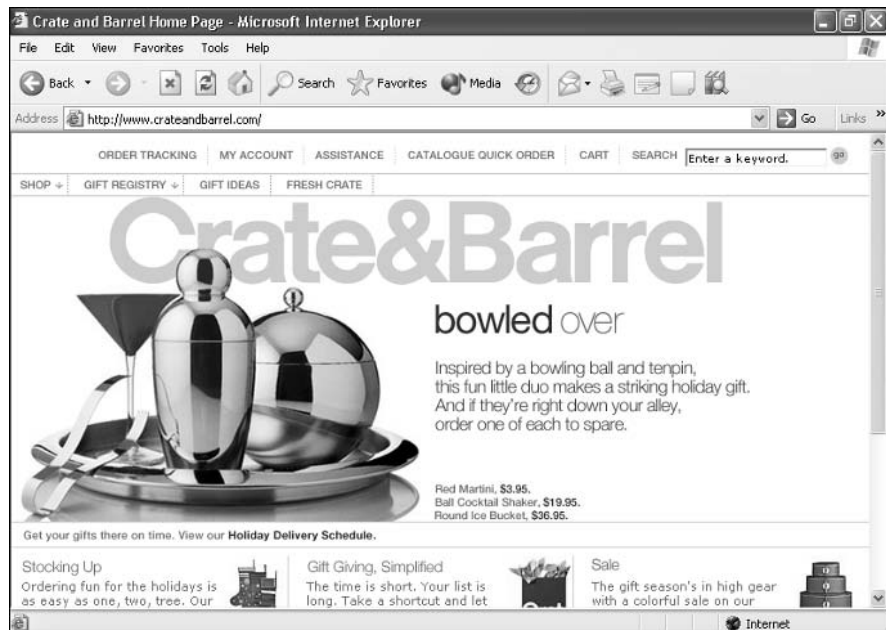 Crate and Barrel Home Page - Microsoft Internet Explorer
File Edit View Favorites Tools Help
Back Search Favorites Media
Address http://www.crateandbarrel.com/ Go Links »
ORDER TRACKING MY ACCOUNT ASSISTANCE CATALOGUE QUICK ORDER CART SEARCH Enter a keyword. go
SHOP GIFT REGISTRY GIFT IDEAS FRESH CRATE
Crate&Barrel
bowled over
Inspired by a bowling ball and tenpin,
this fun little duo makes a striking holiday gift.
And if they're right down your alley,
order one of each to spare.
Red Martini, $3.95.
Ball Cocktail Shaker, $19.95.
Round Ice Bucket, $36.95.
Get your gifts there on time. View our Holiday Delivery Schedule.
Stocking Up
Ordering fun for the holidays is
as easy as one, two, tree. Our
Gift Giving, Simplified
The time is short. Your list is
long. Take a shortcut and let
Sale
The gift season's in high gear
with a colorful sale on our
Internet